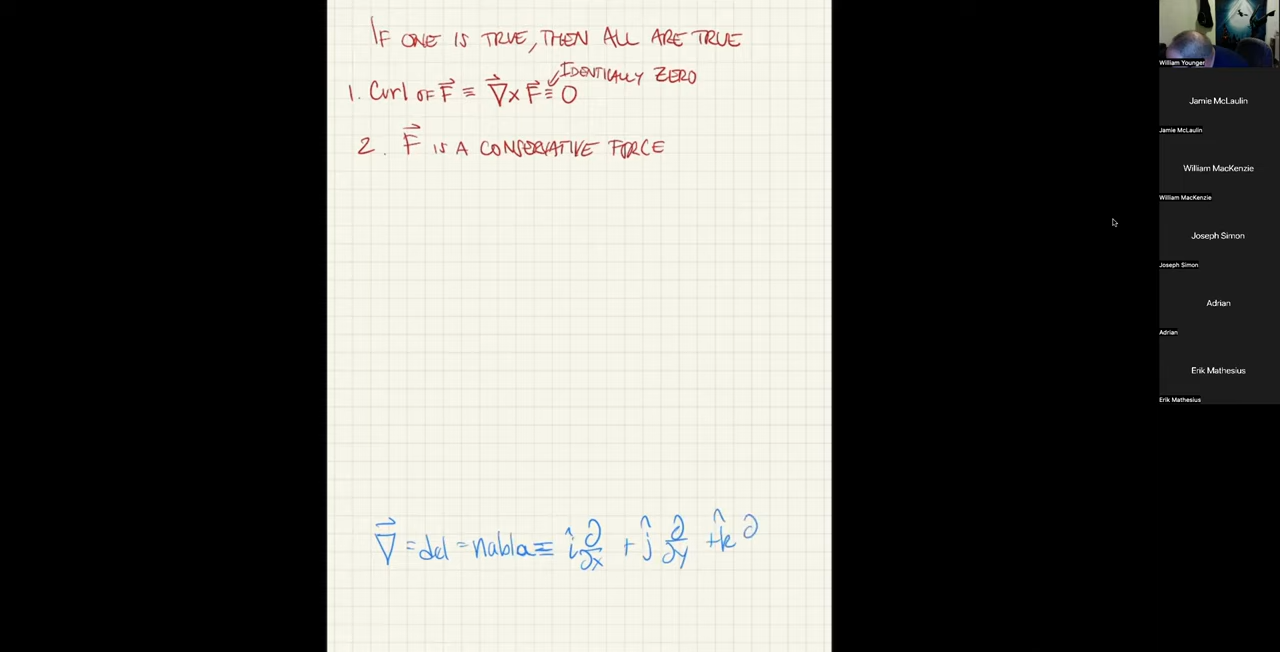 IF ONE IS TRUE, THEN ALL ARE TRUE
IDENTICALLY ZERO
1. Curl OF F⃗ ≡ ∇⃗ x F⃗ ≡ 0
2. F⃗ IS A CONSERVATIVE FORCE
∇⃗ = del = nabla ≡ î ∂/∂x + ĵ ∂/∂y + k̂ ∂
William Younger
Jamie McLaulin
Jamie McLaulin
William MacKenzie
William MacKenzie
Joseph Simon
Joseph Simon
Adrian
Adrian
Erik Mathesius
Erik Mathesius